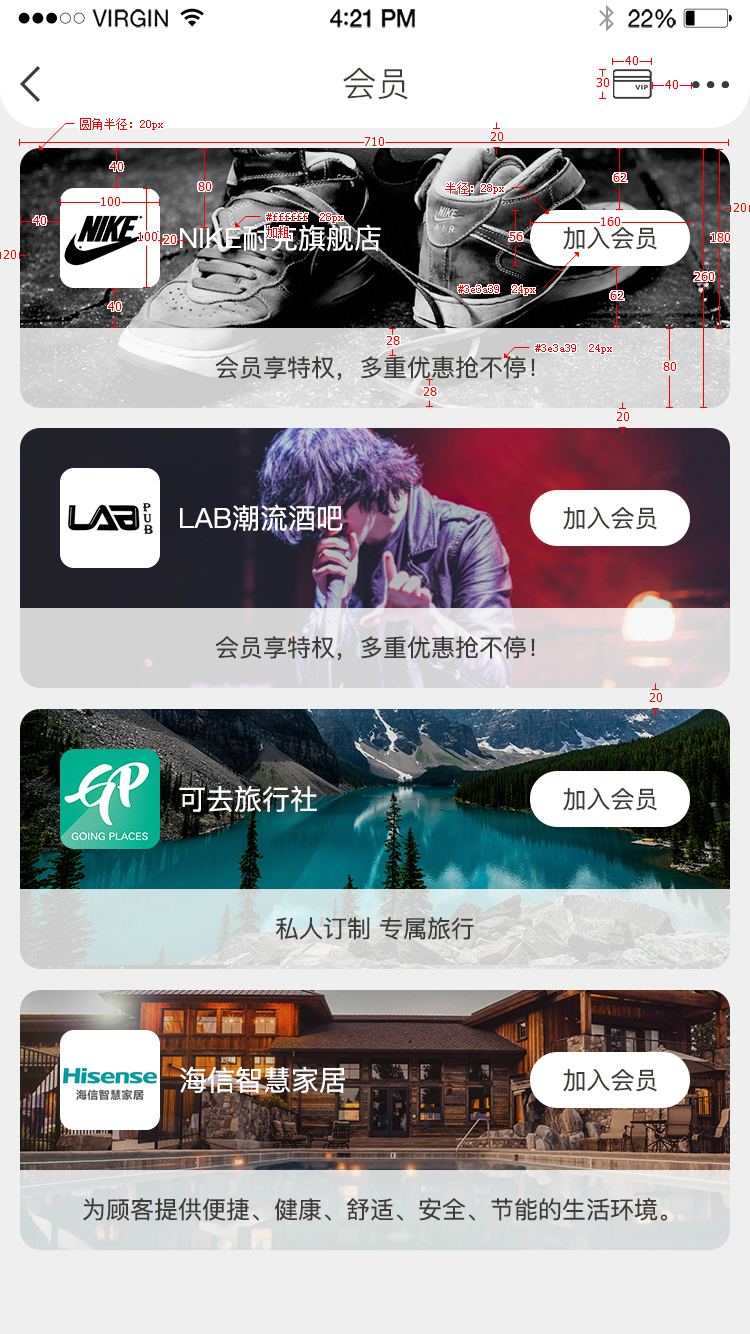 VIRGIN 4:21 PM 22%
会员
VIP
40
30
40
圆角半径: 20px
710
20
40
80
62
半径: 28px
100
NIKE
NIKE
AIR
20
40
100
20
#ffffff 28px
加粗
NIKE耐克旗舰店
56
160
加入会员
180
20
260
#3e3a39 24px
62
40
28
#3e3a39 24px
会员享特权，多重优惠抢不停！
80
28
20
LAB PUB
LAB潮流酒吧
加入会员
会员享特权，多重优惠抢不停！
20
GP
GOING PLACES
可去旅行社
加入会员
私人订制 专属旅行
Hisense
海信智慧家居
海信智慧家居
加入会员
为顾客提供便捷、健康、舒适、安全、节能的生活环境。